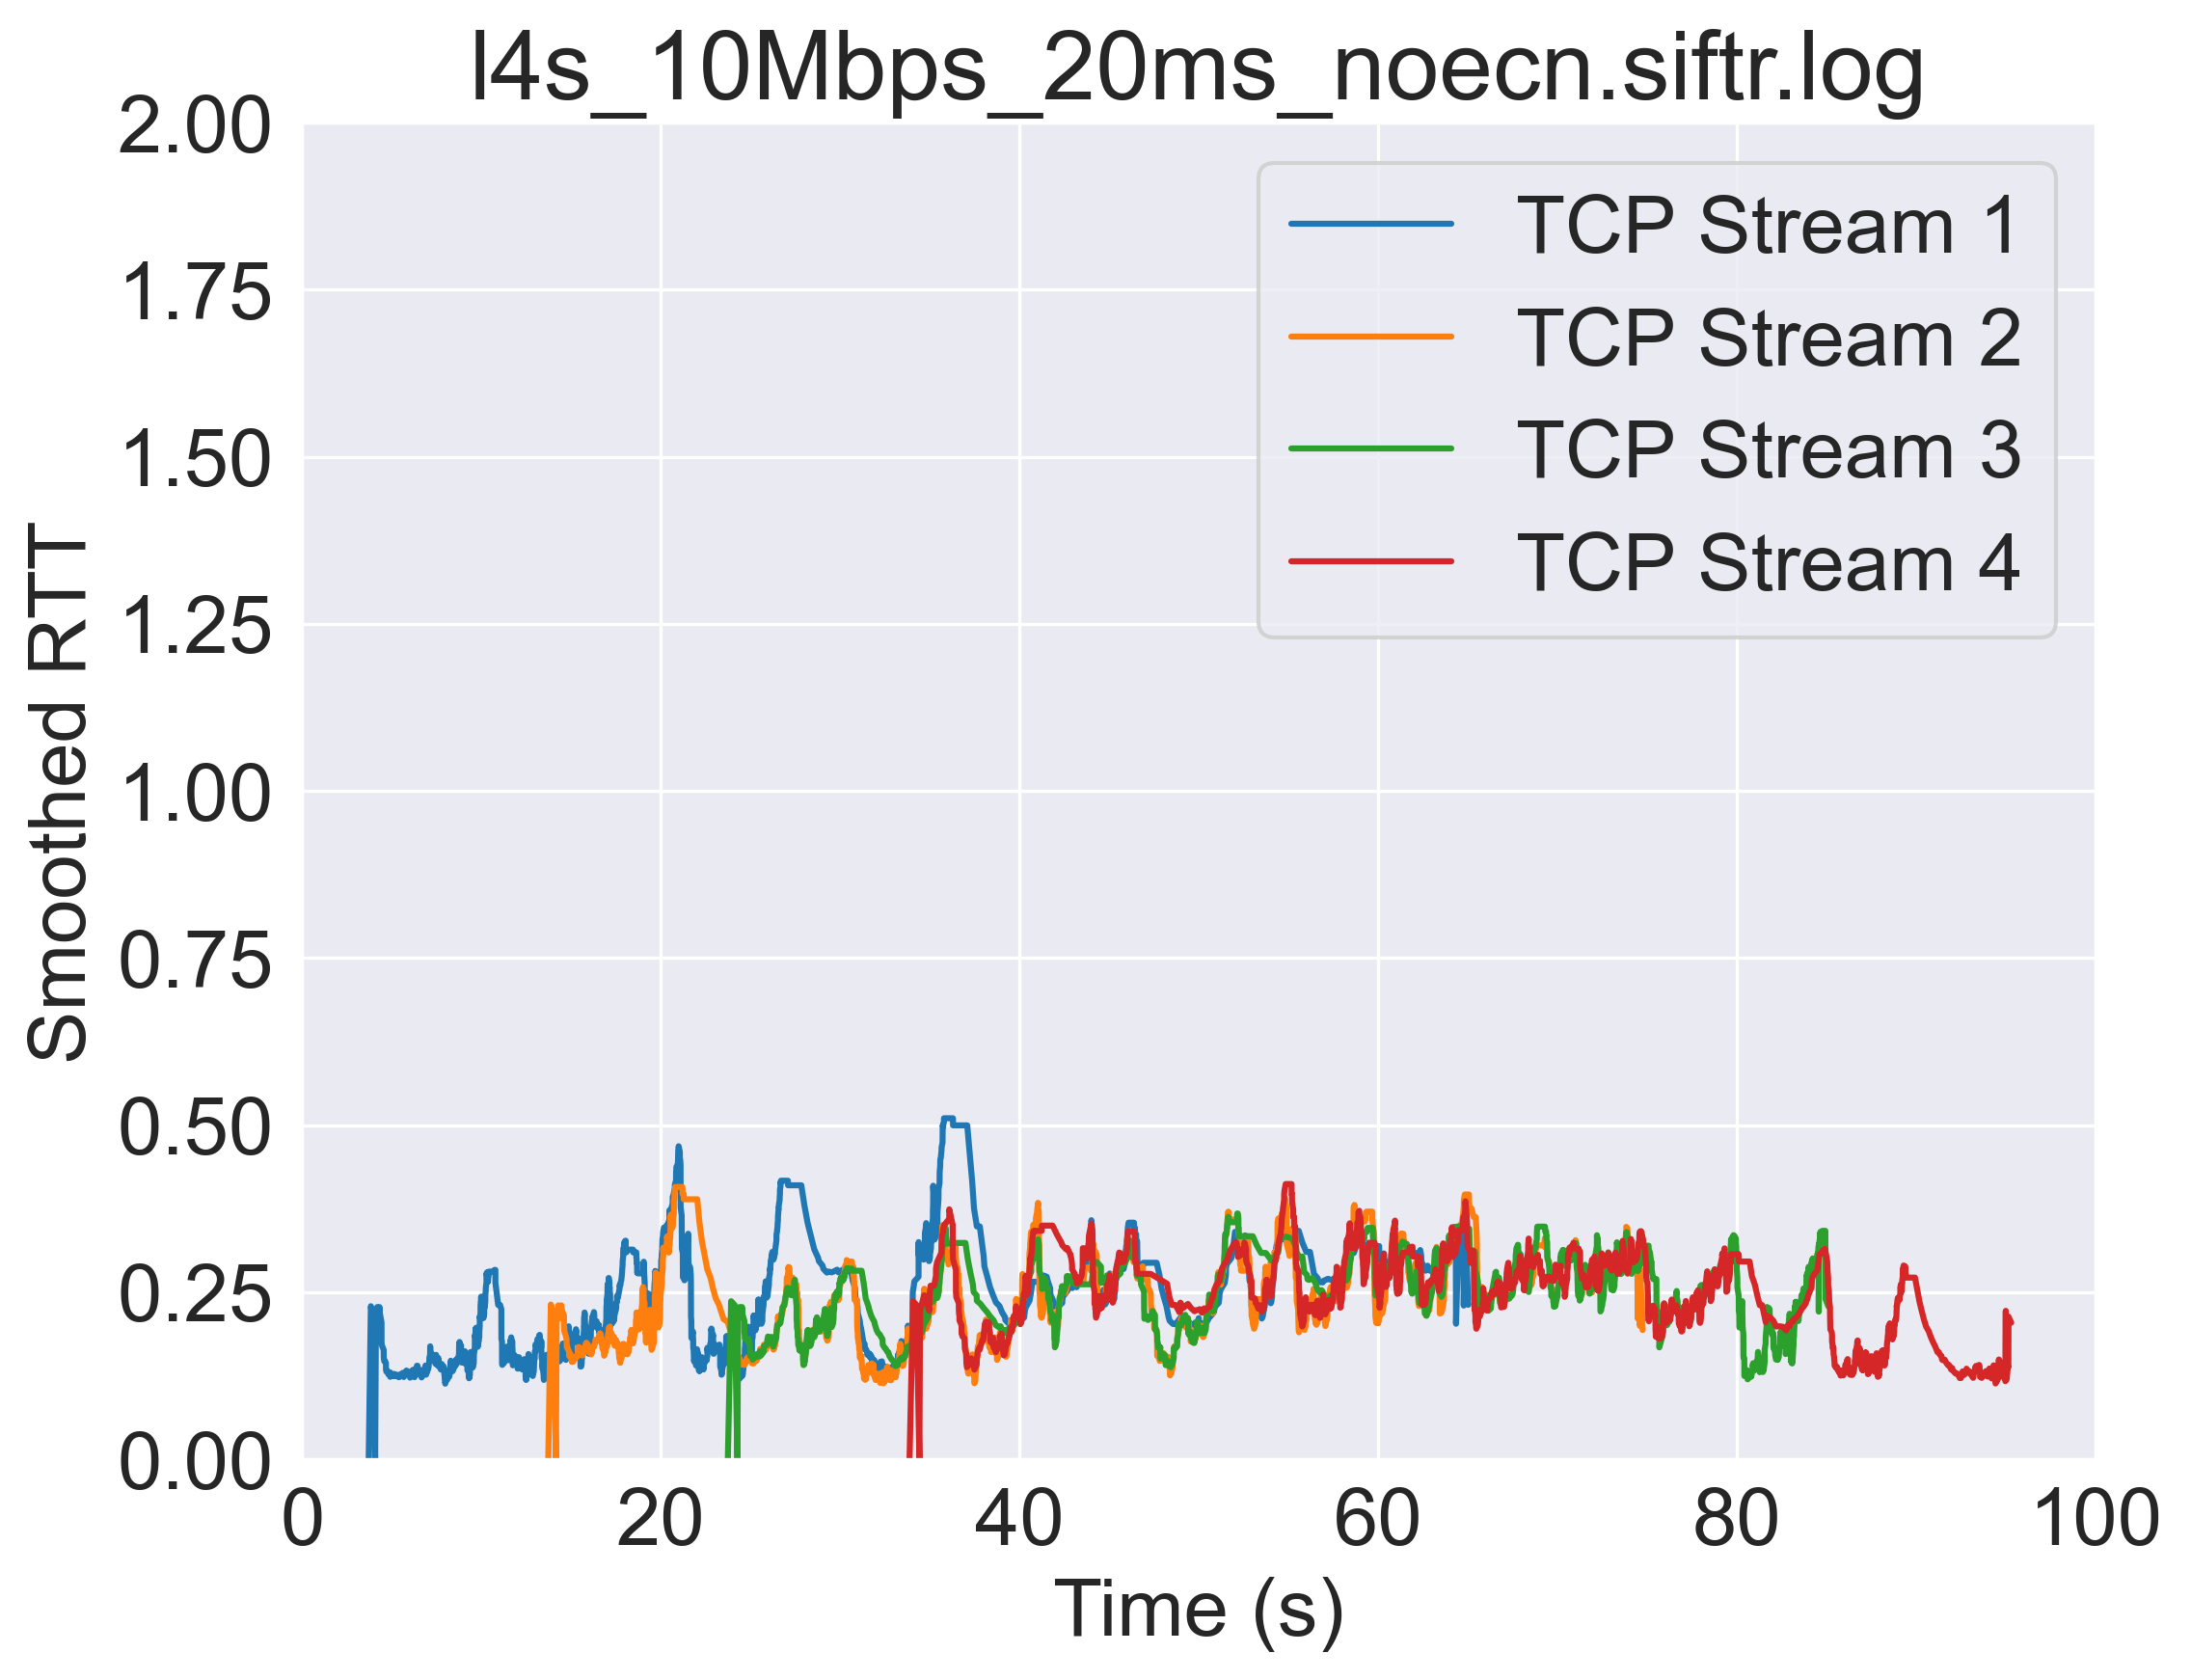 l4s_10Mbps_20ms_noecn.siftr.log
2.00
1.75
1.50
1.25
1.00
0.75
0.50
0.25
0.00
Smoothed RTT
TCP Stream 1
TCP Stream 2
TCP Stream 3
TCP Stream 4
0 20 40 60 80 100
Time (s)